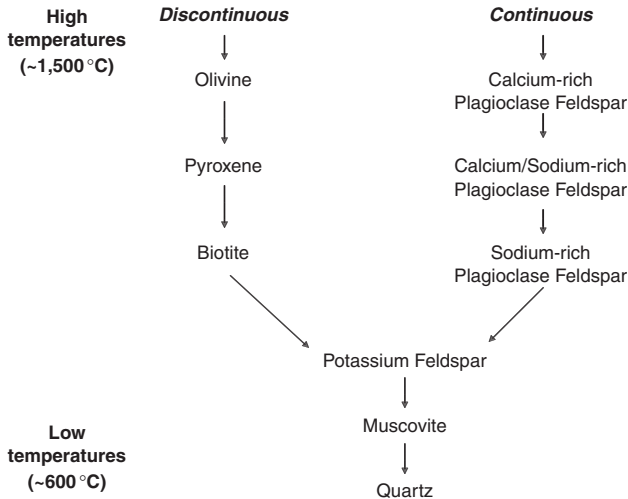 High
temperatures
(~1,500 °C)
Discontinuous
Continuous
Olivine
Calcium-rich
Plagioclase Feldspar
Pyroxene
Calcium/Sodium-rich
Plagioclase Feldspar
Biotite
Sodium-rich
Plagioclase Feldspar
Potassium Feldspar
Muscovite
Low
temperatures
(~600 °C)
Quartz